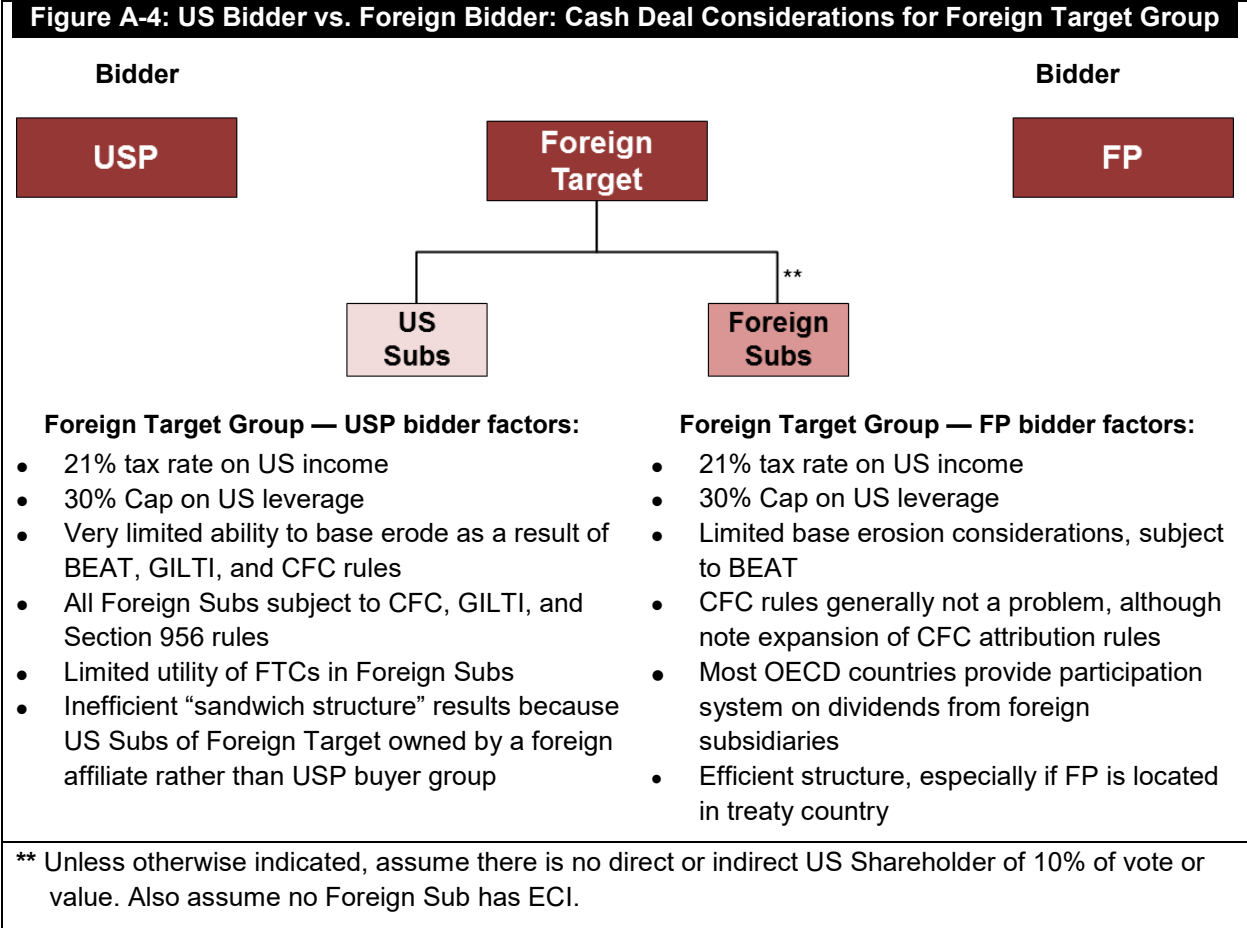 Figure A-4: US Bidder vs. Foreign Bidder: Cash Deal Considerations for Foreign Target Group
Bidder
Bidder
USP
Foreign
Target
FP
**
US
Subs
Foreign
Subs
Foreign Target Group — USP bidder factors:
• 21% tax rate on US income
• 30% Cap on US leverage
• Very limited ability to base erode as a result of
BEAT, GILTI, and CFC rules
• All Foreign Subs subject to CFC, GILTI, and
Section 956 rules
• Limited utility of FTCs in Foreign Subs
• Inefficient “sandwich structure” results because
US Subs of Foreign Target owned by a foreign
affiliate rather than USP buyer group
Foreign Target Group — FP bidder factors:
• 21% tax rate on US income
• 30% Cap on US leverage
• Limited base erosion considerations, subject
to BEAT
• CFC rules generally not a problem, although
note expansion of CFC attribution rules
• Most OECD countries provide participation
system on dividends from foreign
subsidiaries
• Efficient structure, especially if FP is located
in treaty country
** Unless otherwise indicated, assume there is no direct or indirect US Shareholder of 10% of vote or
value. Also assume no Foreign Sub has ECI.